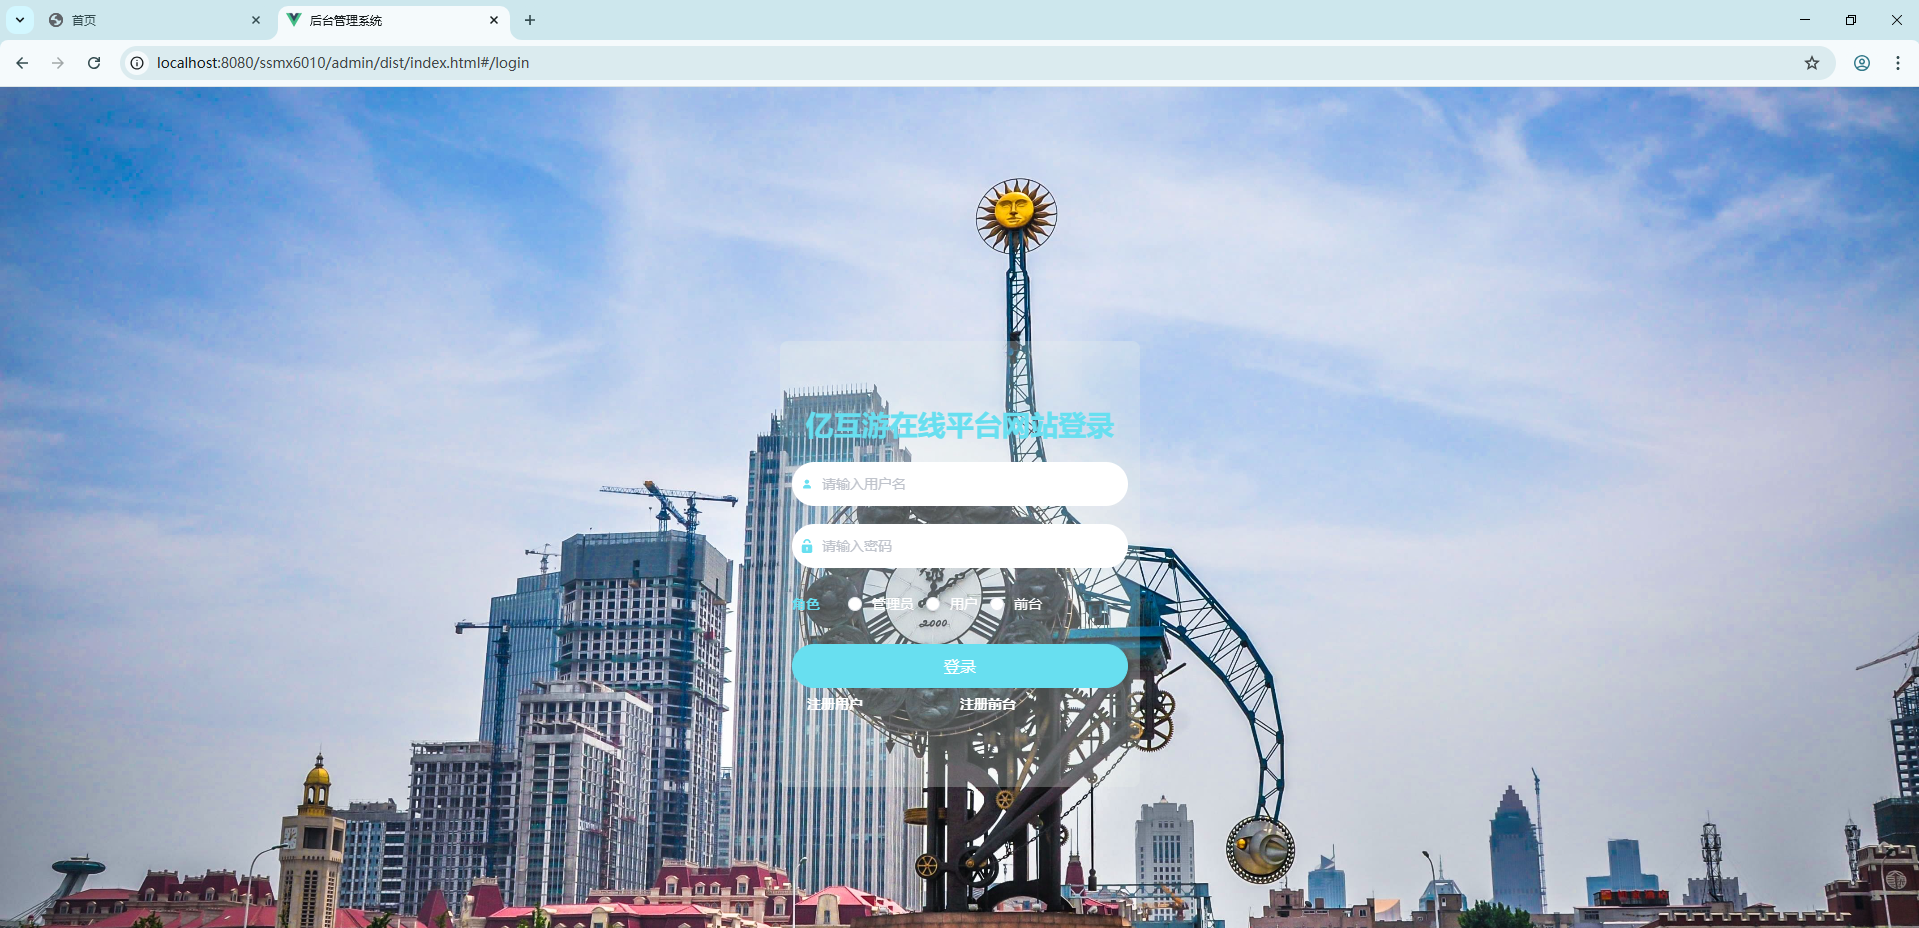 首页
后台管理系统
localhost:8080/ssmx6010/admin/dist/index.html#/login
亿互游在线平台网站登录
请输入用户名
请输入密码
角色 管理员 用户 前台
2000
登录
注册用户 注册前台